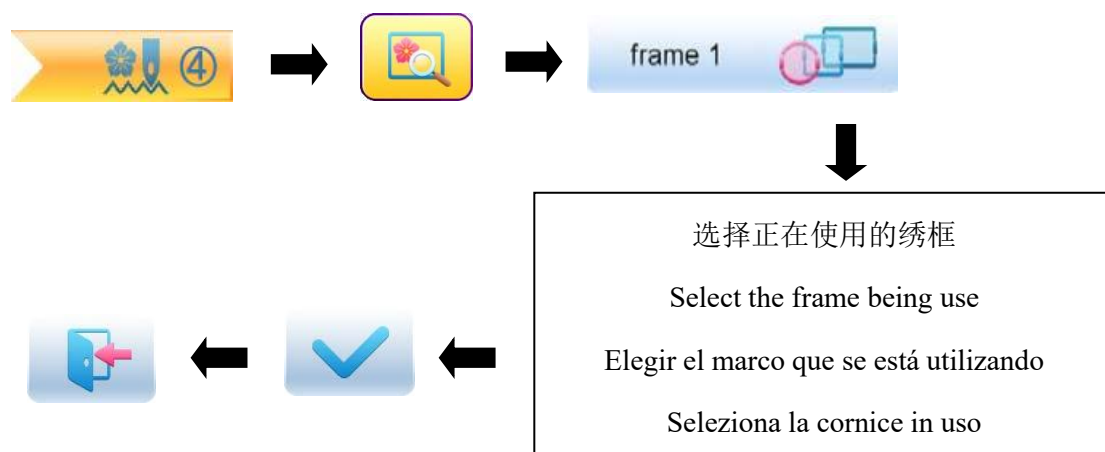 ④
frame 1
选择正在使用的绣框
Select the frame being use
Elegir el marco que se está utilizando
Seleziona la cornice in uso